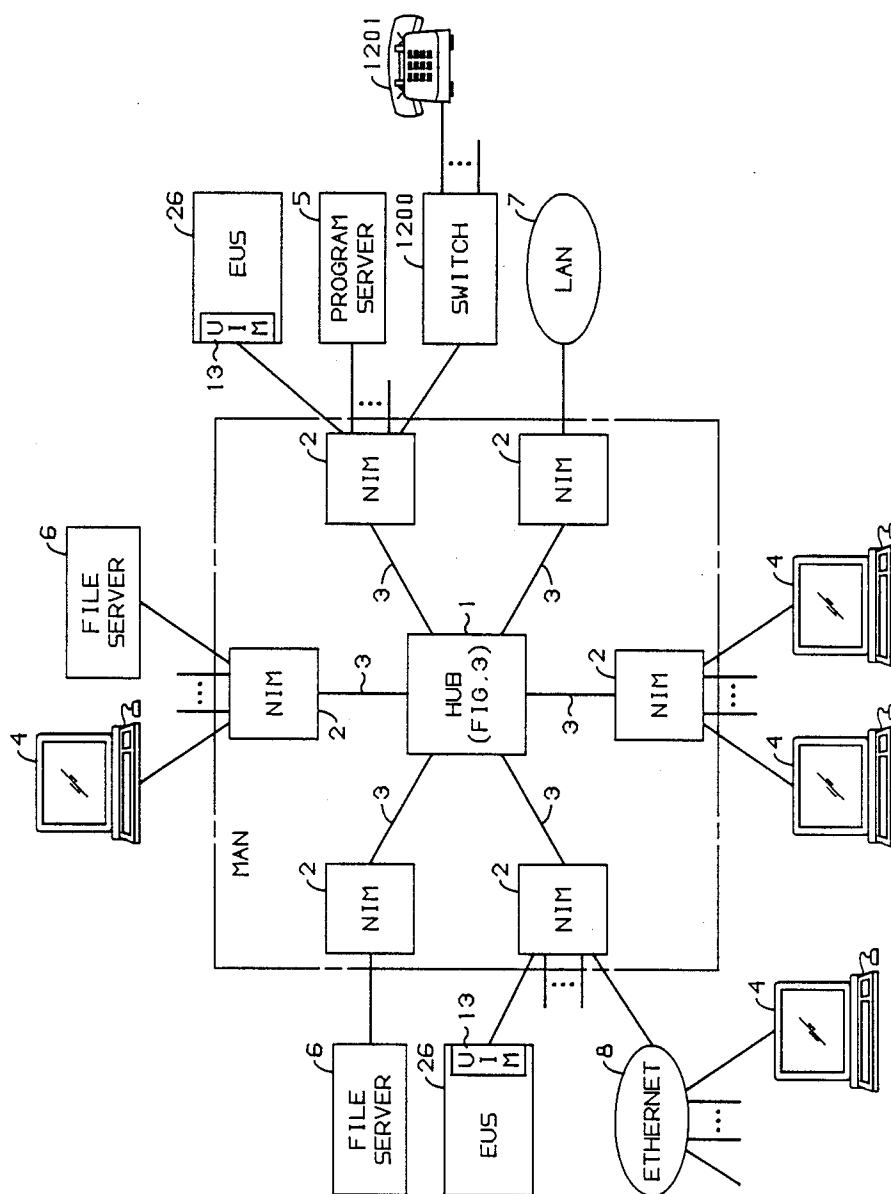 4
6
FILE
SERVER
26
EUS
U
I
M
13
5
PROGRAM
SERVER
1200
SWITCH
...
1201
7
LAN
MAN
2
NIM
...
2
NIM
...
2
NIM
2
NIM
...
2
NIM
2
NIM
...
3
3
3
3
3
3
1
HUB
(FIG.3)
6
FILE
SERVER
26
EUS
13
U
I
M
8
ETHERNET
...
4
4
4